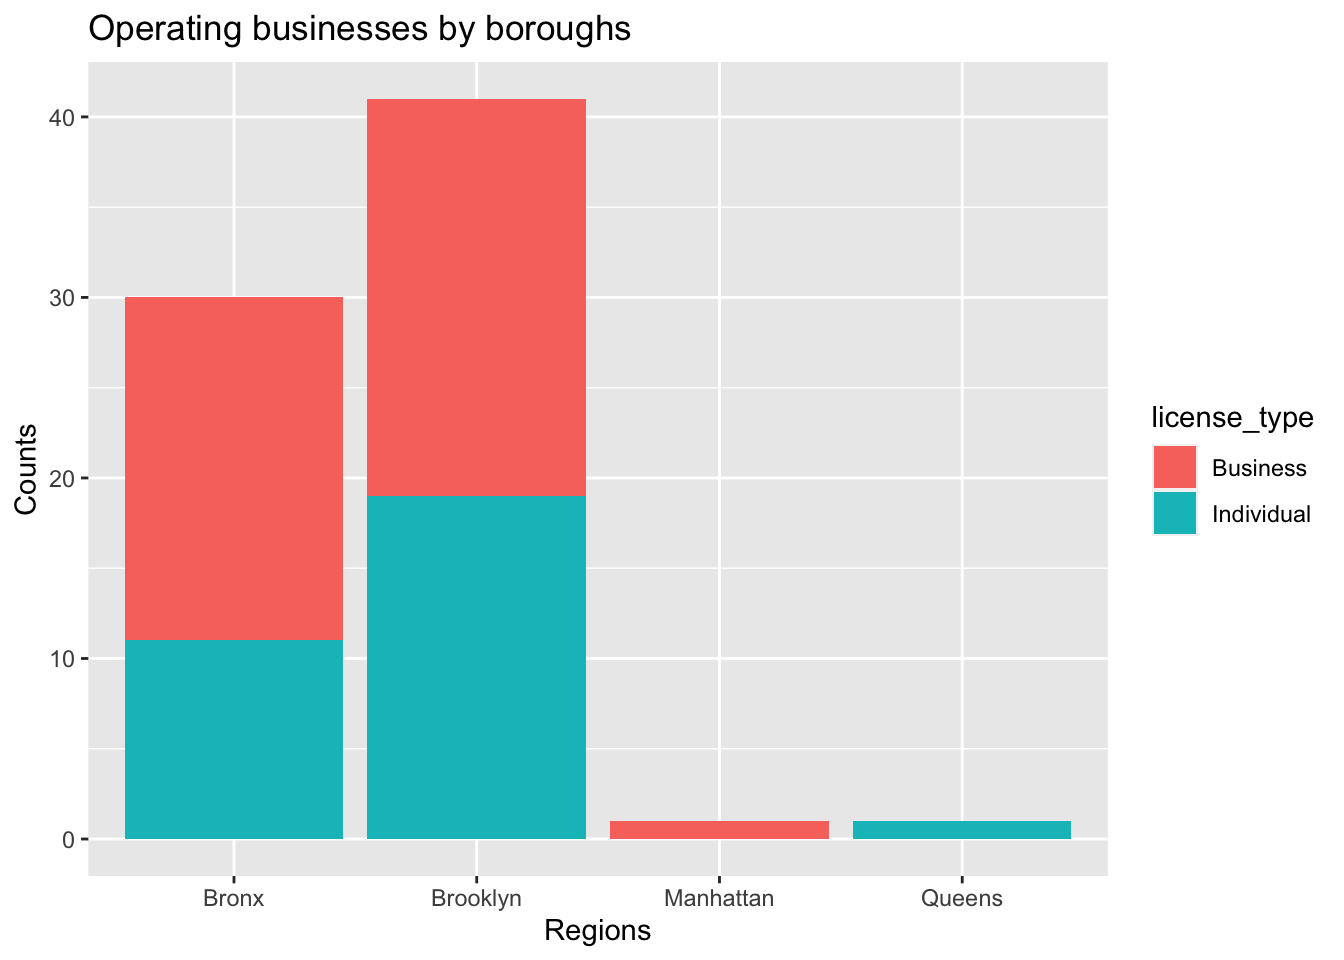 Operating businesses by boroughs
40
30
20
10
0
Counts
Bronx Brooklyn Manhattan Queens
Regions
license_type
Business
Individual